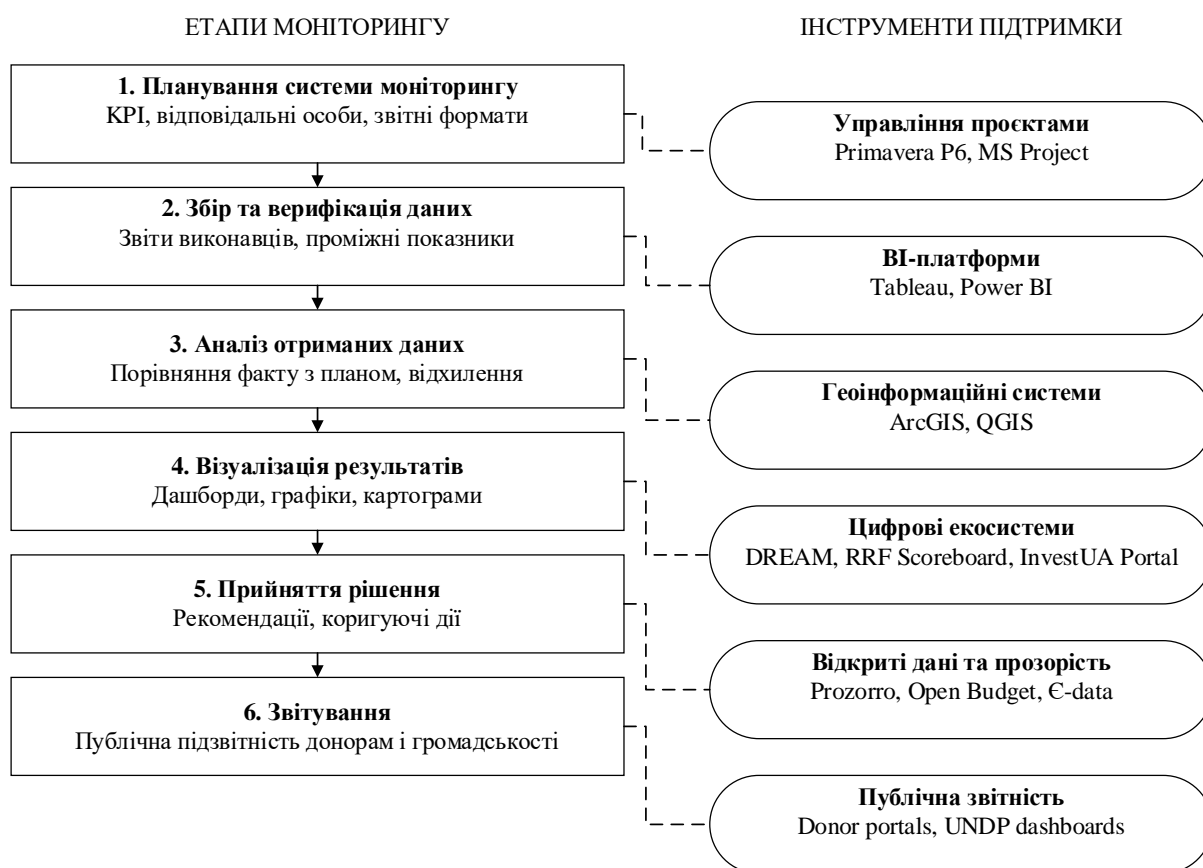 ЕТАПИ МОНІТОРИНГУ
ІНСТРУМЕНТИ ПІДТРИМКИ
1. Планування системи моніторингу
KPI, відповідальні особи, звітні формати
Управління проєктами
Primavera P6, MS Project
2. Збір та верифікація даних
Звіти виконавців, проміжні показники
BI-платформи
Tableau, Power BI
3. Аналіз отриманих даних
Порівняння факту з планом, відхилення
Геоінформаційні системи
ArcGIS, QGIS
4. Візуалізація результатів
Дашборди, графіки, картограми
Цифрові екосистеми
DREAM, RRF Scoreboard, InvestUA Portal
5. Прийняття рішення
Рекомендації, коригуючі дії
Відкриті дані та прозорість
Prozorro, Open Budget, Є-data
6. Звітування
Публічна підзвітність донорам і громадськості
Публічна звітність
Donor portals, UNDP dashboards